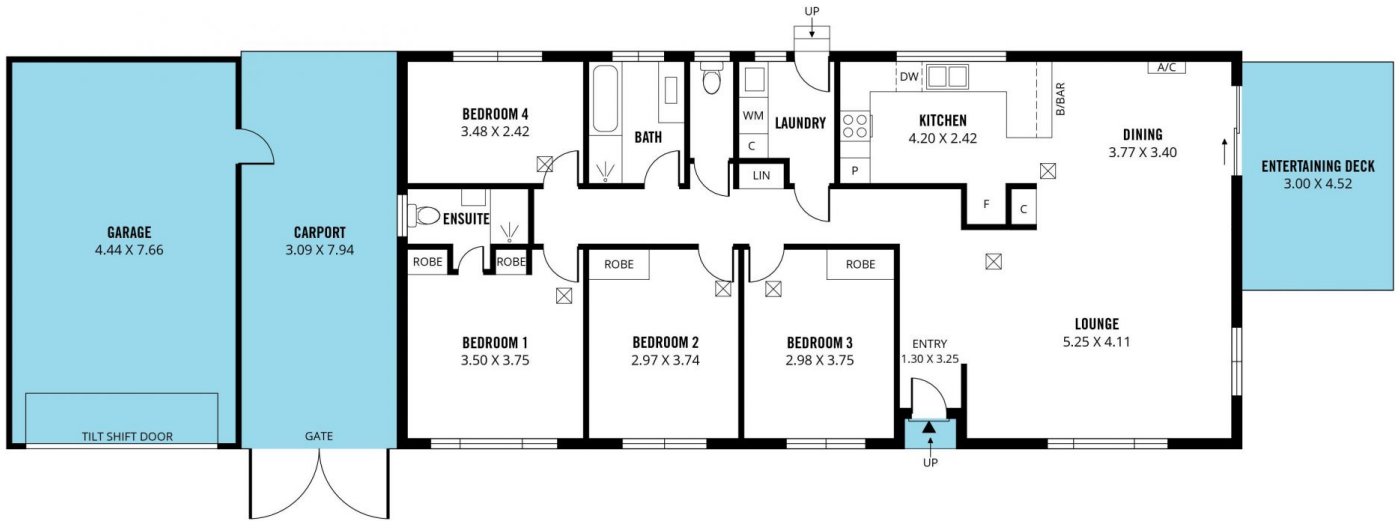 UP
BEDROOM 4
3.48 X 2.42
BATH
WM
C
LAUNDRY
LIN
DW
KITCHEN
4.20 X 2.42
P
B/BAR
F
C
A/C
DINING
3.77 X 3.40
ENTERTAINING DECK
3.00 X 4.52
GARAGE
4.44 X 7.66
CARPORT
3.09 X 7.94
ENSUITE
ROBE
ROBE
ROBE
ROBE
BEDROOM 1
3.50 X 3.75
BEDROOM 2
2.97 X 3.74
BEDROOM 3
2.98 X 3.75
ENTRY
1.30 X 3.25
LOUNGE
5.25 X 4.11
TILT SHIFT DOOR
GATE
UP